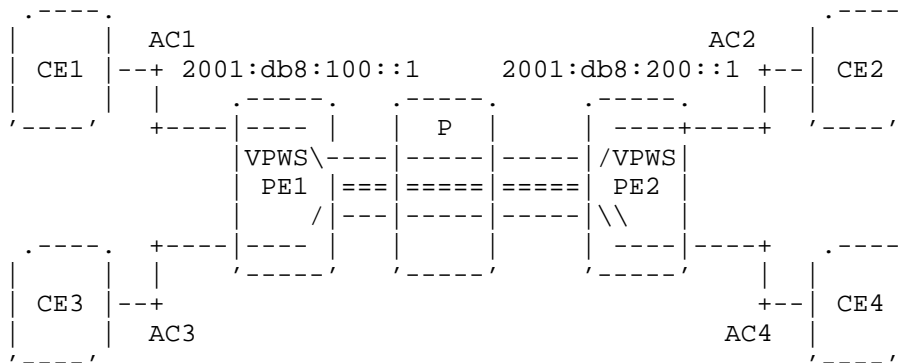 AC1 AC2
CE1 2001:db8:100::1 2001:db8:200::1 CE2
P
VPWS VPWS
PE1 PE2
CE3 CE4
AC3 AC4